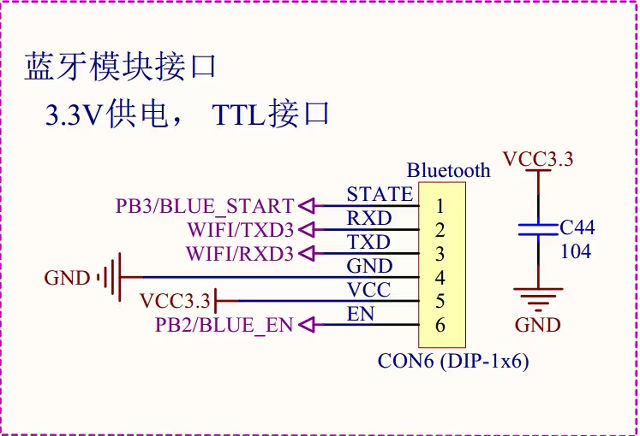 蓝牙模块接口
3.3V供电， TTL接口
Bluetooth
VCC3.3
PB3/BLUE_START STATE 1
WIFI/TXD3 RXD 2
WIFI/RXD3 TXD 3
GND GND 4
VCC3.3 VCC 5
PB2/BLUE_EN EN 6
C44
104
GND
CON6 (DIP-1x6)